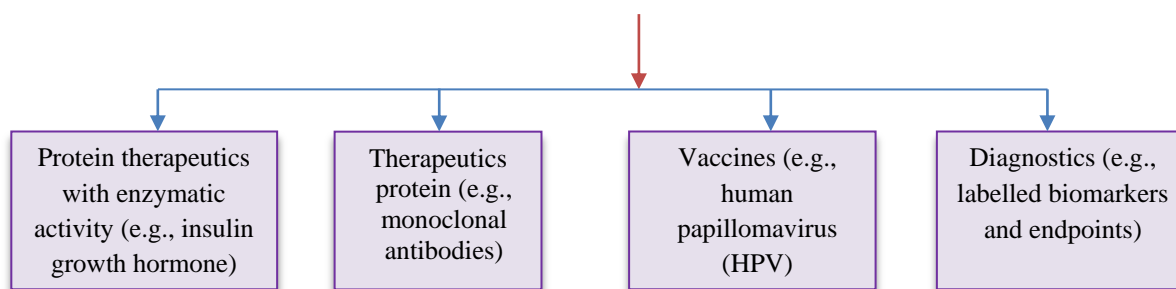 Protein therapeutics
with enzymatic
activity (e.g., insulin
growth hormone)
Therapeutics
protein (e.g.,
monoclonal
antibodies)
Vaccines (e.g.,
human
papillomavirus
(HPV)
Diagnostics (e.g.,
labelled biomarkers
and endpoints)